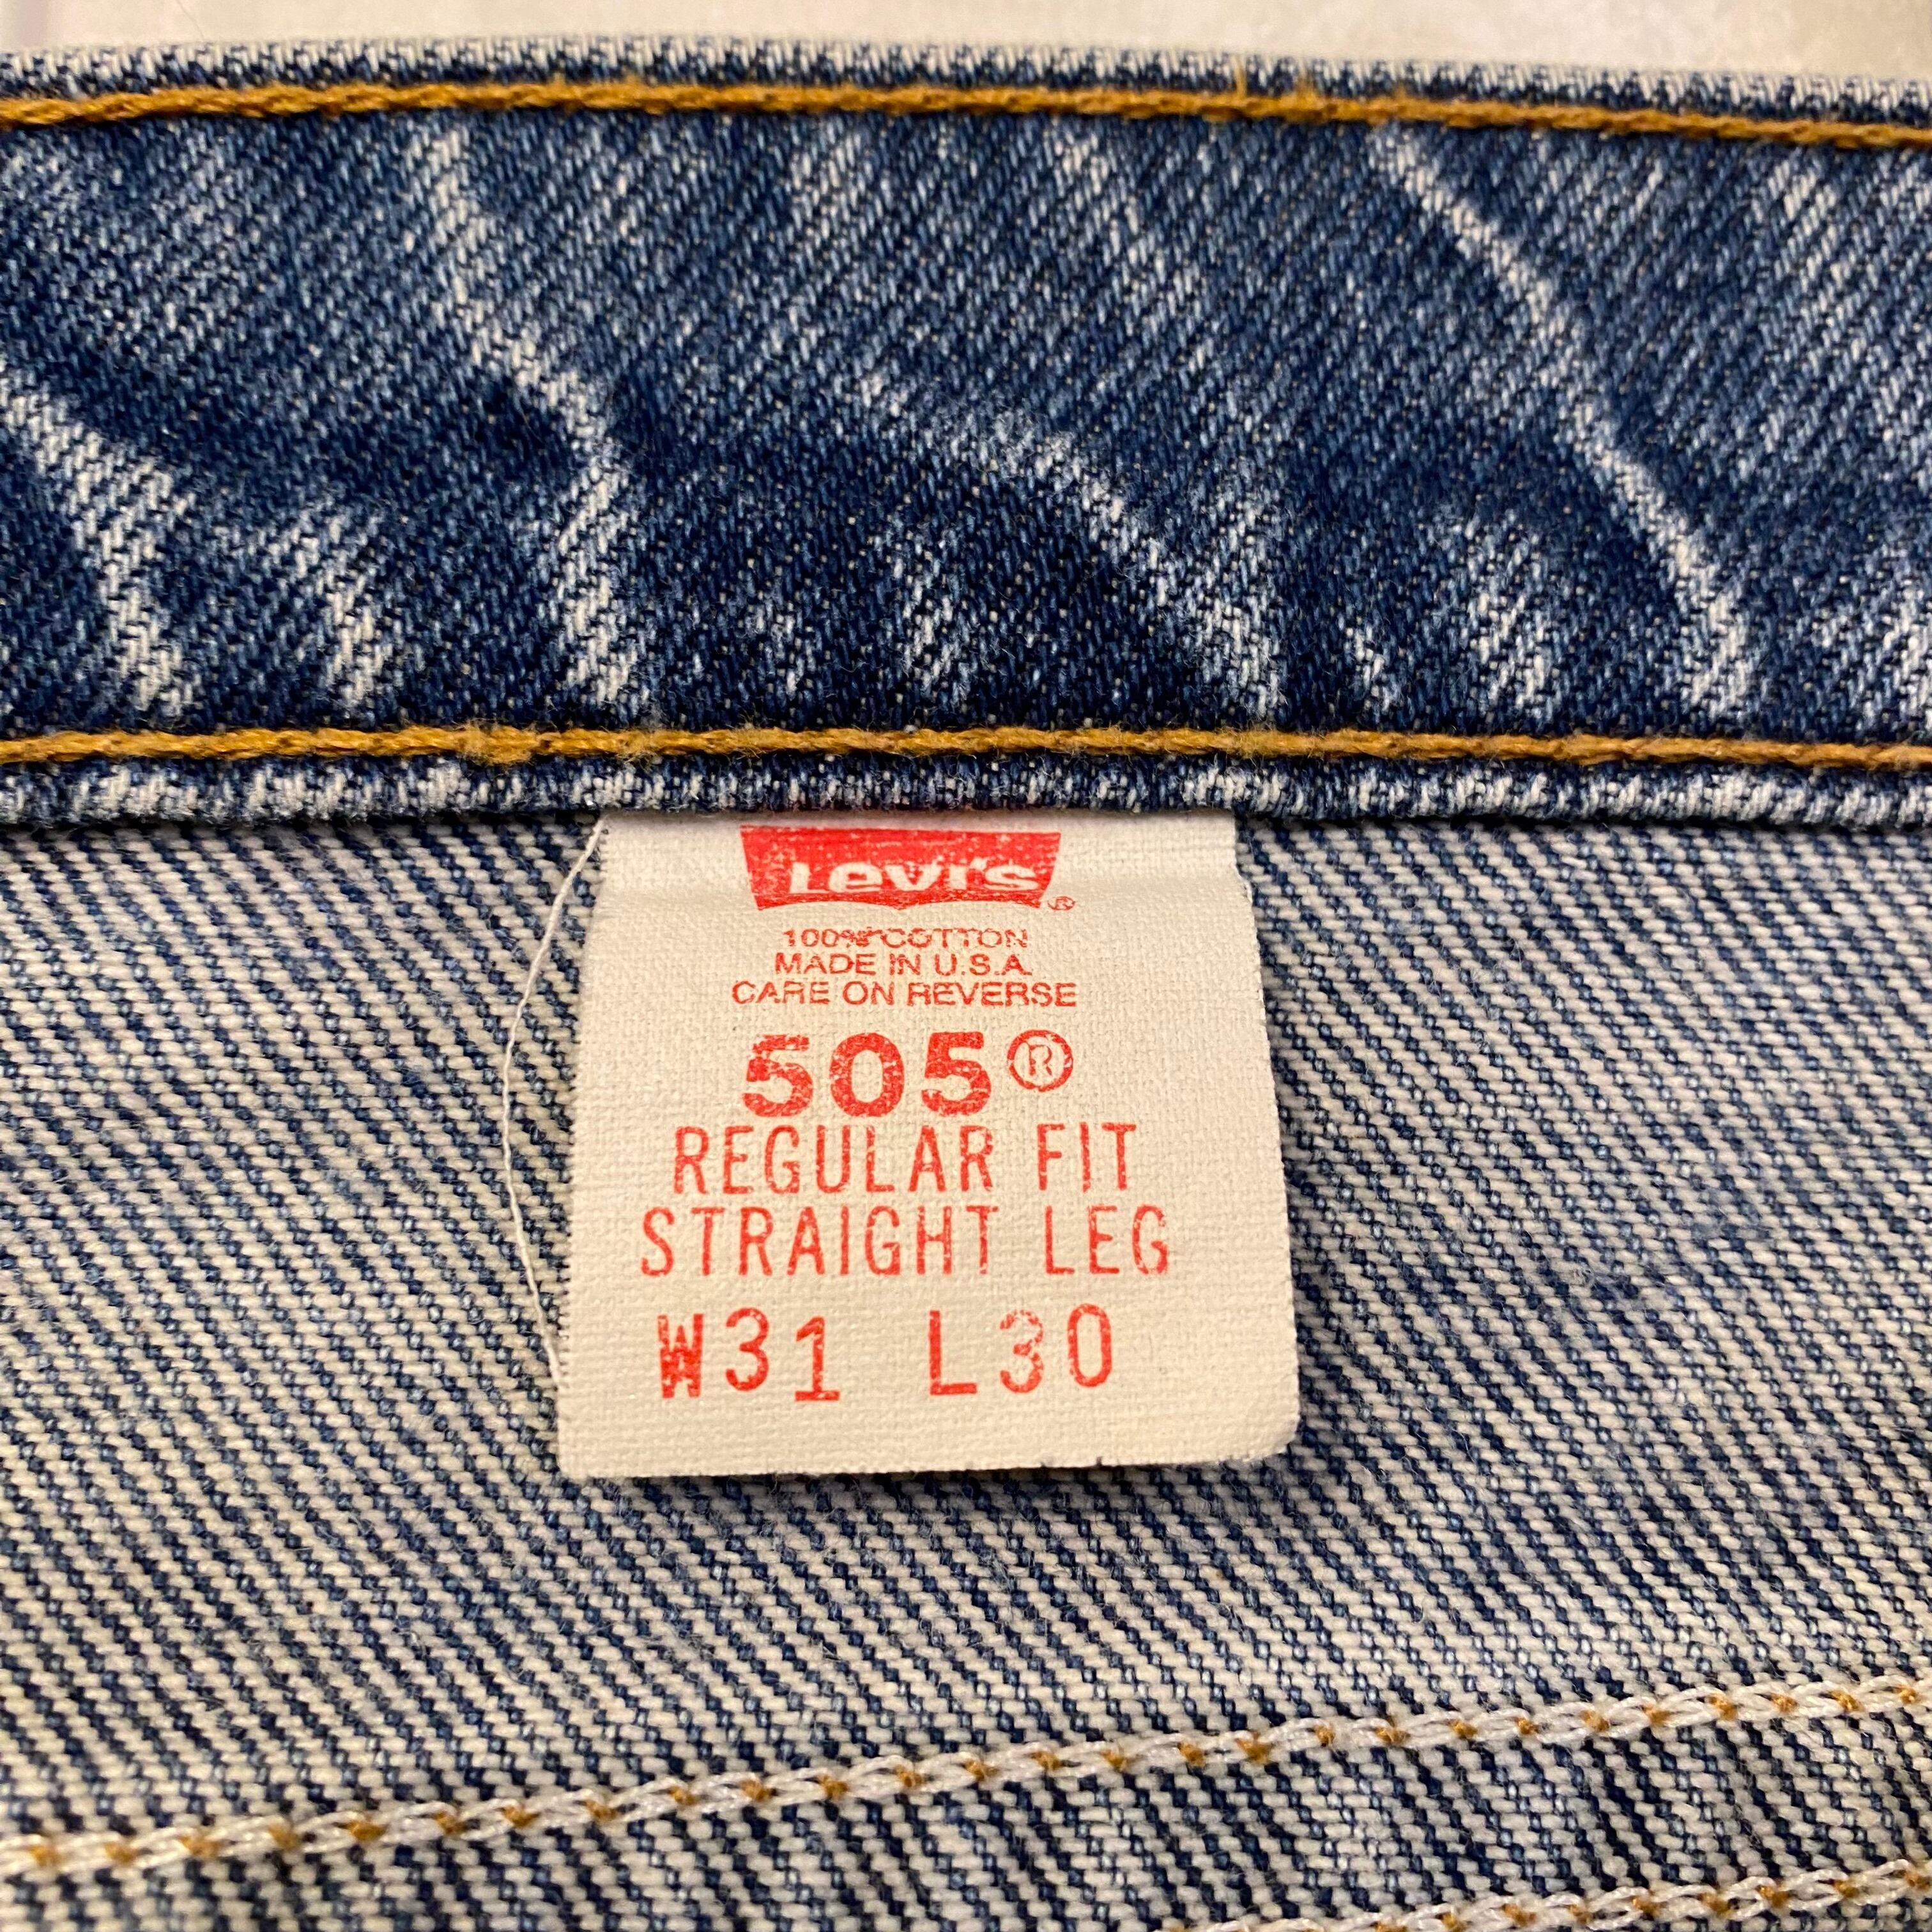 Levi's®
100% COTTON
MADE IN U.S.A.
CARE ON REVERSE
505®
REGULAR FIT
STRAIGHT LEG
W31 L30